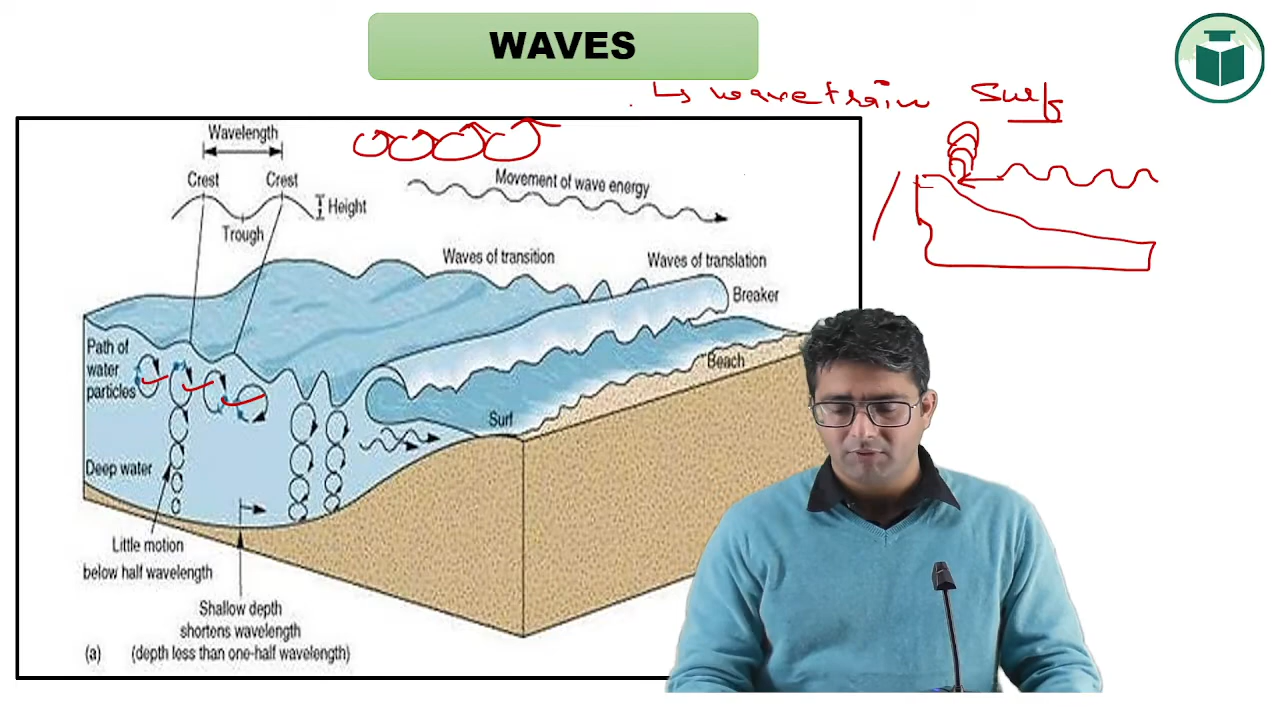 WAVES
↳ wavetrain Surf
Wavelength
Crest Crest
Height
Trough
Movement of wave energy
Waves of transition
Waves of translation
Breaker
Path of
water
particles
Beach
Surf
Deep water
Little motion
below half wavelength
Shallow depth
shortens wavelength
(a) (depth less than one-half wavelength)